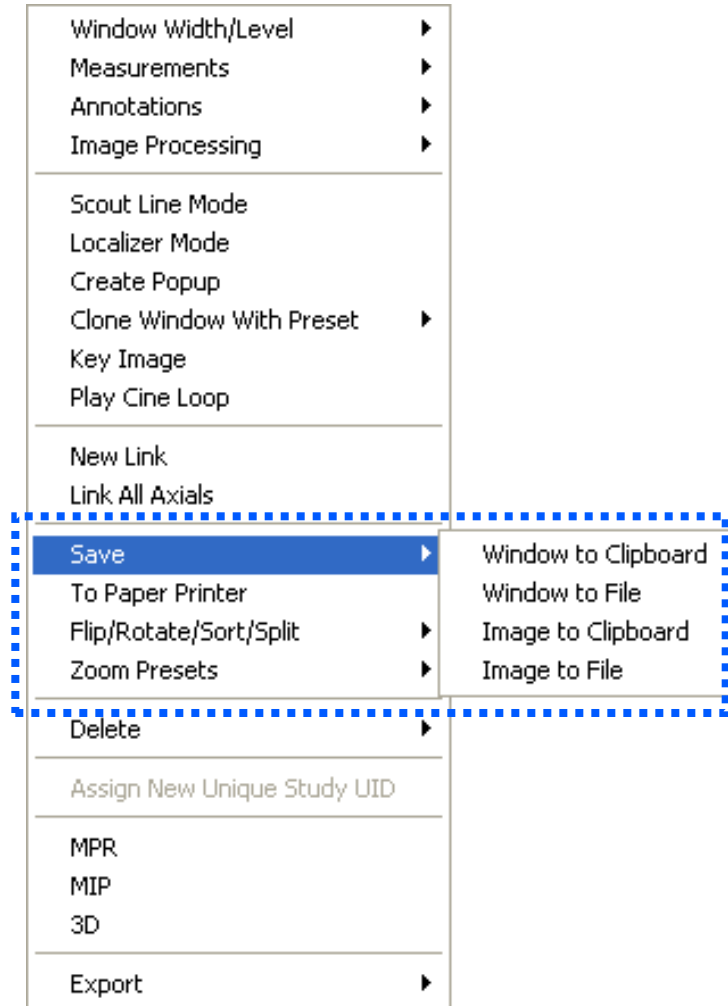 Window Width/Level
Measurements
Annotations
Image Processing
Scout Line Mode
Localizer Mode
Create Popup
Clone Window With Preset
Key Image
Play Cine Loop
New Link
Link All Axials
Save
To Paper Printer
Flip/Rotate/Sort/Split
Zoom Presets
Window to Clipboard
Window to File
Image to Clipboard
Image to File
Delete
Assign New Unique Study UID
MPR
MIP
3D
Export